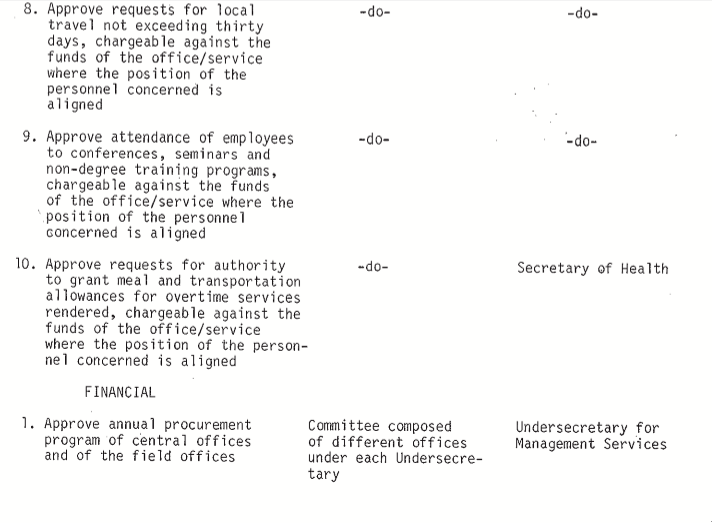 8. Approve requests for local -do- -do-
travel not exceeding thirty
days, chargeable against the
funds of the office/service
where the position of the
personnel concerned is
aligned
9. Approve attendance of employees -do- -do-
to conferences, seminars and
non-degree training programs,
chargeable against the funds
of the office/service where the
position of the personnel
concerned is aligned
10. Approve requests for authority -do- Secretary of Health
to grant meal and transportation
allowances for overtime services
rendered, chargeable against the
funds of the office/service
where the position of the person-
nel concerned is aligned
FINANCIAL
1. Approve annual procurement Committee composed Undersecretary for
program of central offices of different offices Management Services
and of the field offices under each Undersecre-
tary